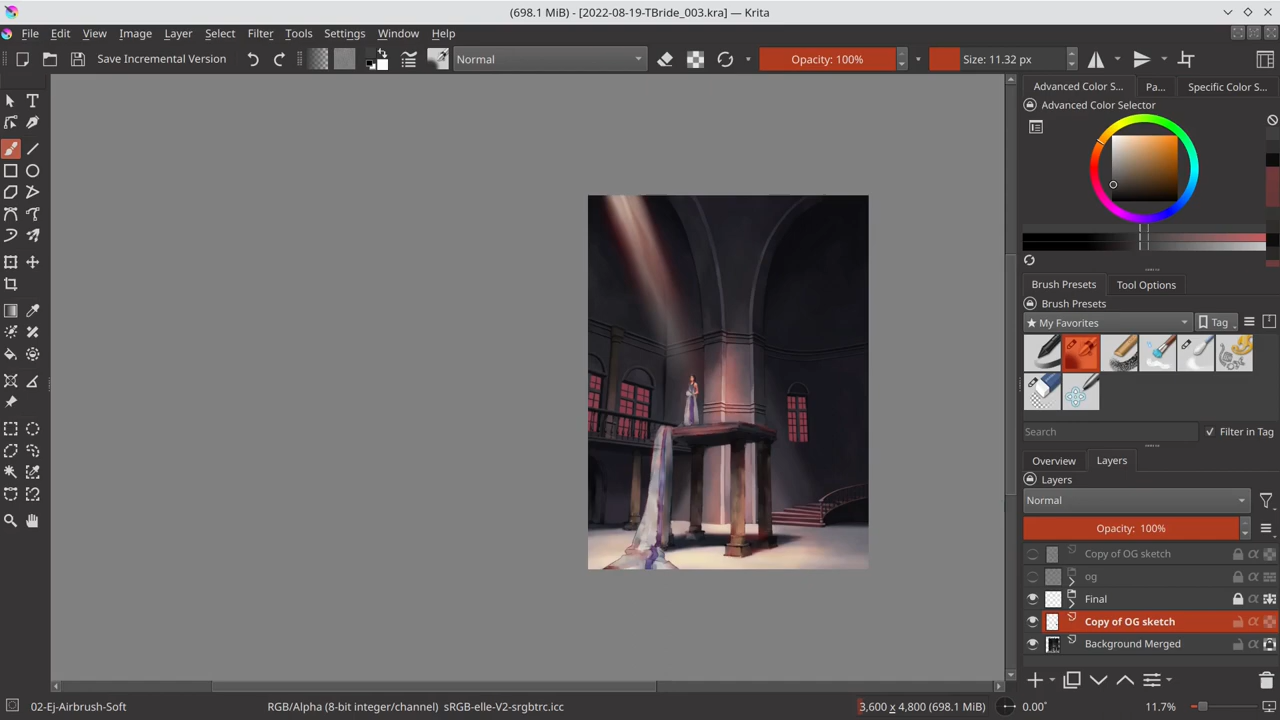 (698.1 MiB) - [2022-08-19-TBride_003.kra] — Krita
File Edit View Image Layer Select Filter Tools Settings Window Help
Save Incremental Version Normal Opacity: 100% Size: 11.32 px
Advanced Color S... Pa... Specific Color S...
Advanced Color Selector
Brush Presets Tool Options
Brush Presets
★ My Favorites Tag
Search Filter in Tag
Overview Layers
Layers
Normal
Opacity: 100%
Copy of OG sketch
og
Final
Copy of OG sketch
Background Merged
02-Ej-Airbrush-Soft RGB/Alpha (8-bit integer/channel) sRGB-elle-V2-srgbtrc.icc 3,600 x 4,800 (698.1 MiB) 0.00° 11.7%